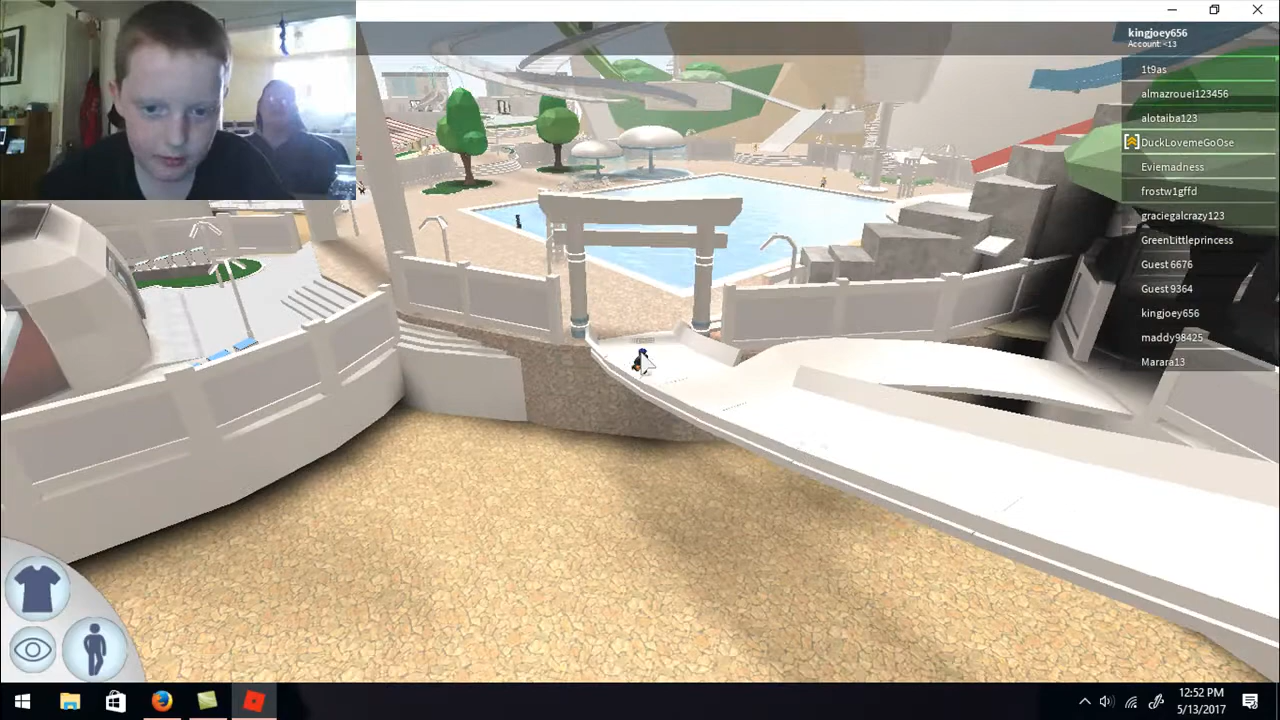 kingjoey656
Account: <13
1t9as
almazrouei123456
alotaiba123
DuckLovemeGoOse
Eviemadness
frostw1gffd
graciegalcrazy123
GreenLittleprincess
Guest 6676
Guest 9364
kingjoey656
maddy98425
Marara13
12:52 PM
5/13/2017